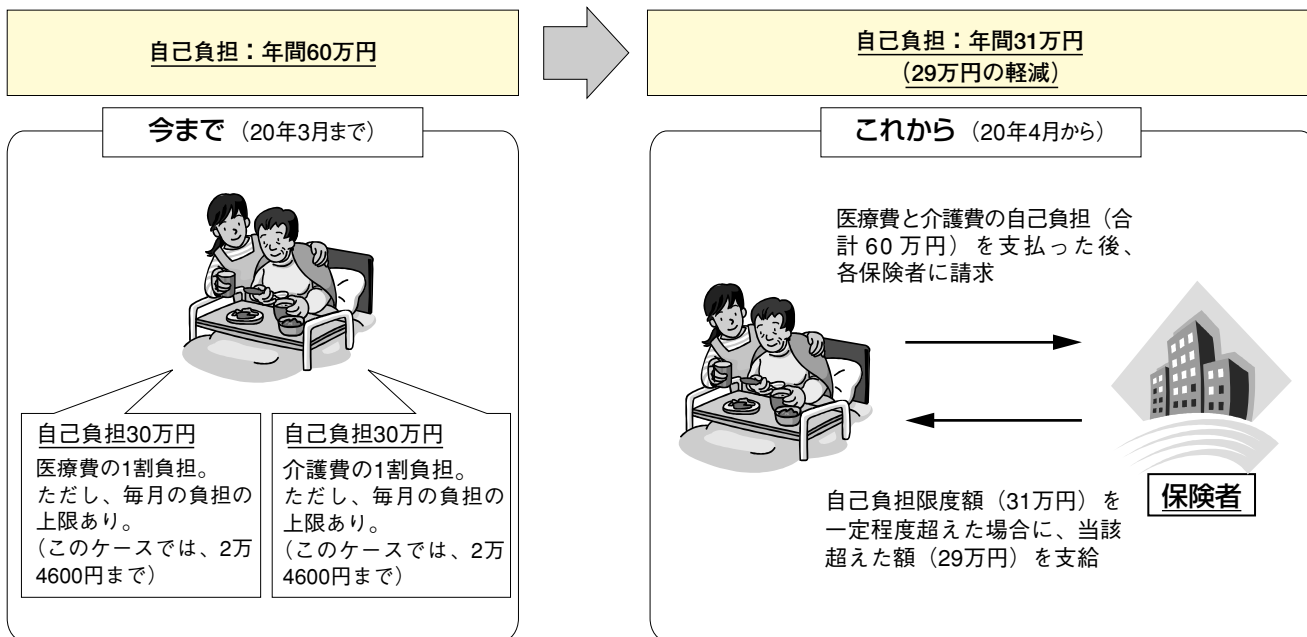 自己負担：年間60万円
自己負担：年間31万円
（29万円の軽減）
今まで（20年3月まで）
自己負担30万円
医療費の1割負担。
ただし、毎月の負担の
上限あり。
（このケースでは、2万
4600円まで）
自己負担30万円
介護費の1割負担。
ただし、毎月の負担の
上限あり。
（このケースでは、2万
4600円まで）
これから（20年4月から）
医療費と介護費の自己負担（合
計60万円）を支払った後、
各保険者に請求
保険者
自己負担限度額（31万円）を
一定程度超えた場合に、当該
超えた額（29万円）を支給